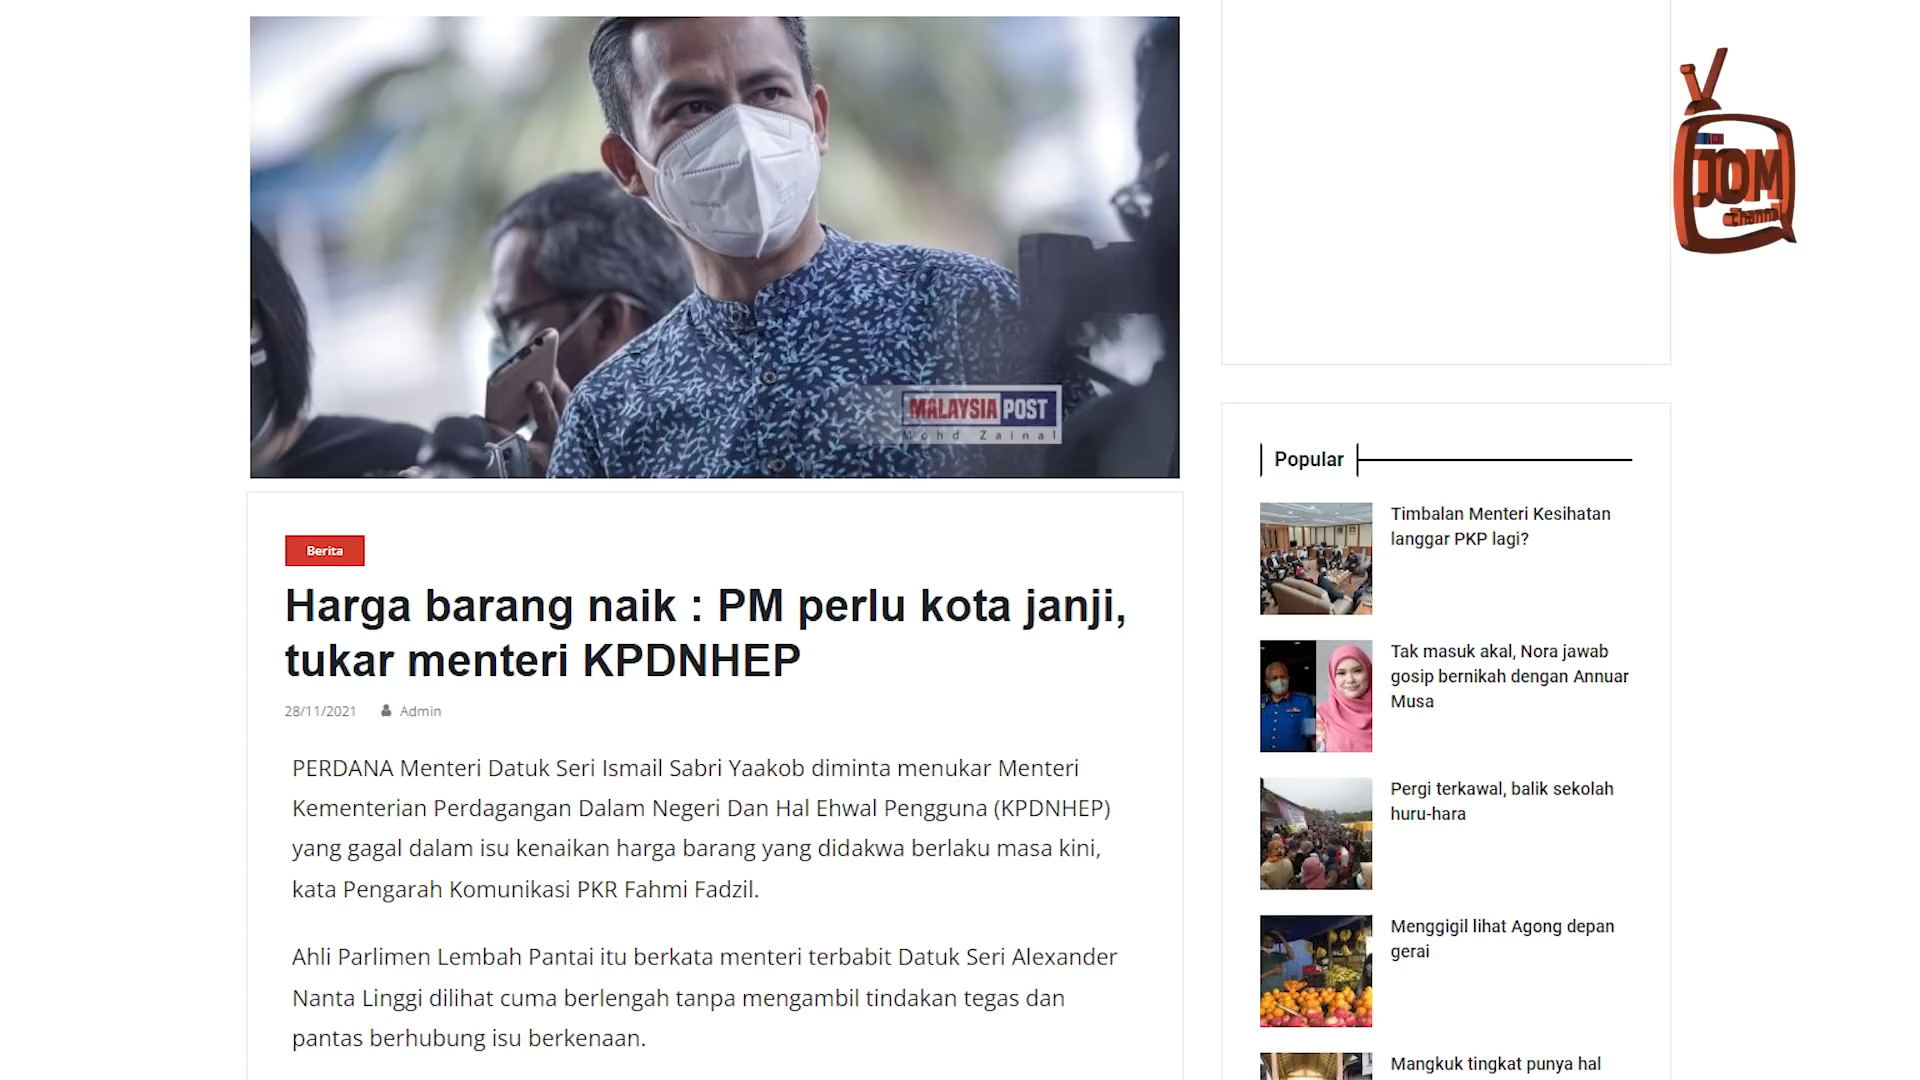 JOM
Channel
MALAYSIA POST
Mohd Zainal
Popular
Timbalan Menteri Kesihatan
langgar PKP lagi?
Tak masuk akal, Nora jawab
gosip bernikah dengan Annuar
Musa
Pergi terkawal, balik sekolah
huru-hara
Menggigil lihat Agong depan
gerai
Mangkuk tingkat punya hal
Berita
Harga barang naik : PM perlu kota janji,
tukar menteri KPDNHEP
28/11/2021 Admin
PERDANA Menteri Datuk Seri Ismail Sabri Yaakob diminta menukar Menteri
Kementerian Perdagangan Dalam Negeri Dan Hal Ehwal Pengguna (KPDNHEP)
yang gagal dalam isu kenaikan harga barang yang didakwa berlaku masa kini,
kata Pengarah Komunikasi PKR Fahmi Fadzil.
Ahli Parlimen Lembah Pantai itu berkata menteri terbabit Datuk Seri Alexander
Nanta Linggi dilihat cuma berlengah tanpa mengambil tindakan tegas dan
pantas berhubung isu berkenaan.